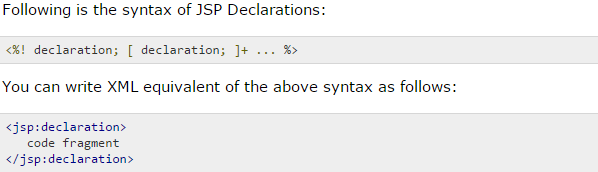 Following is the syntax of JSP Declarations:
<%! declaration; [ declaration; ]+ ... %>
You can write XML equivalent of the above syntax as follows:
<jsp:declaration>
   code fragment
</jsp:declaration>